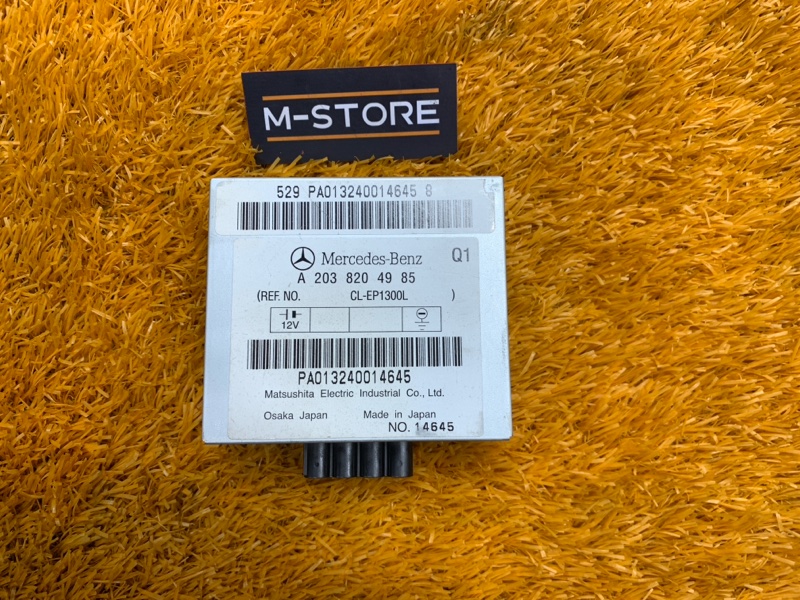 M-STORE
529 PA013240014645 8
Mercedes-Benz Q1
A 203 820 49 85
(REF. NO. CL-EP1300L )
12V
PA013240014645
Matsushita Electric Industrial Co., Ltd.
Osaka Japan Made in Japan
NO. 14645